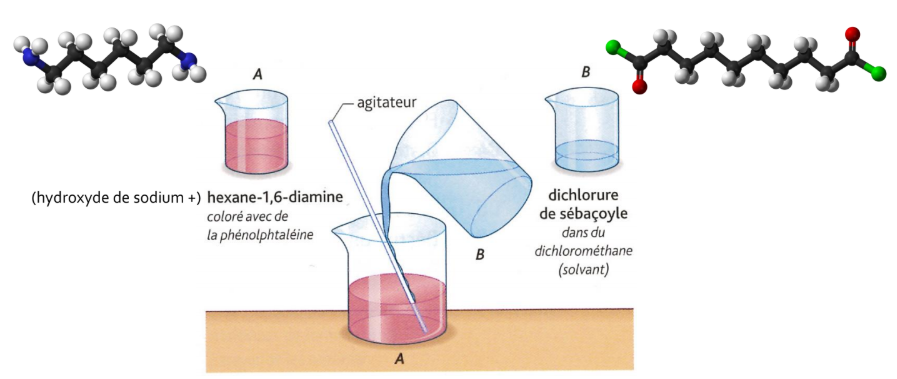 A
B
agitateur
(hydroxyde de sodium +) hexane-1,6-diamine
coloré avec de
la phénolphtaléine
dichlorure
de sébaçoyle
dans du
dichlorométhane
(solvant)
B
A